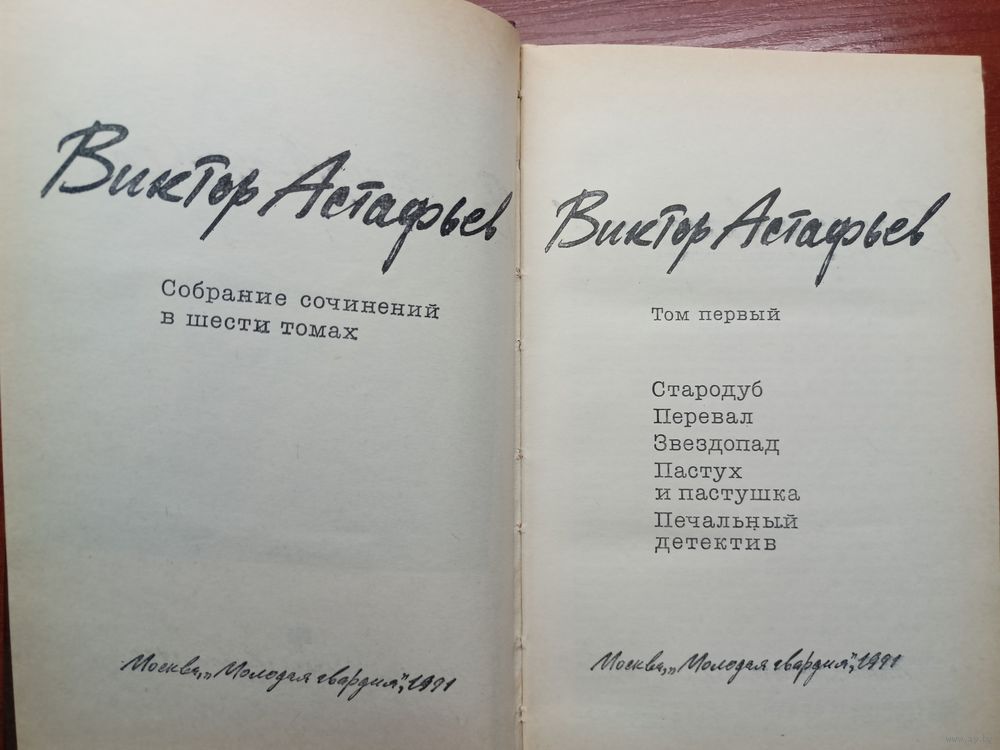 Виктор Астафьев
Собрание сочинений
в шести томах
Москва, „Молодая гвардия”, 1991
Виктор Астафьев
Том первый
Стародуб
Перевал
Звездопад
Пастух
и пастушка
Печальный
детектив
Москва, „Молодая гвардия”, 1991